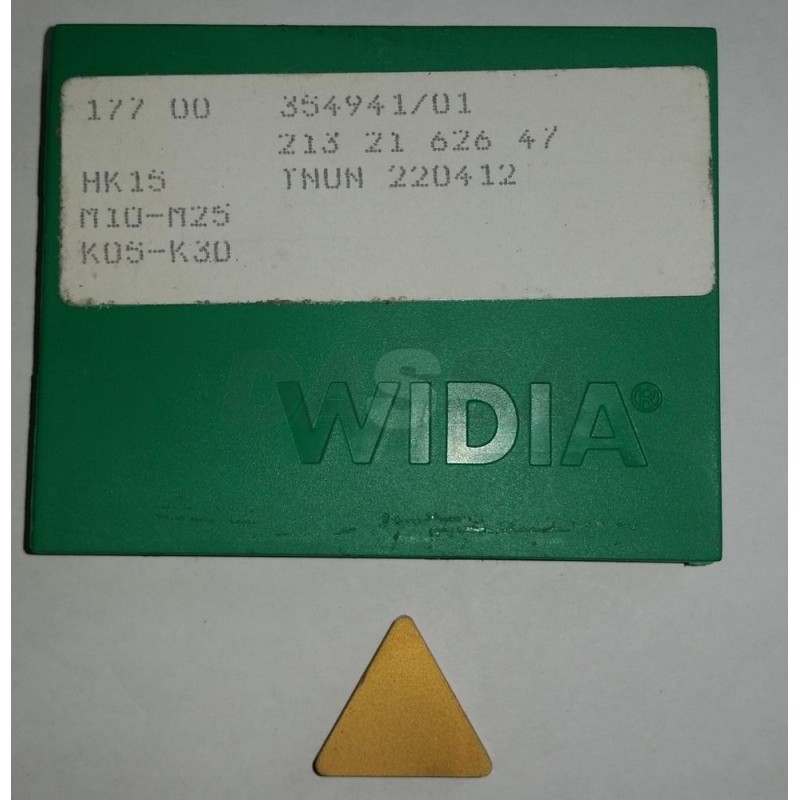 177 00 354941/01
213 21 626 47
HK15 TNUN 220412
M10-M25
K05-K30
WIDIA®